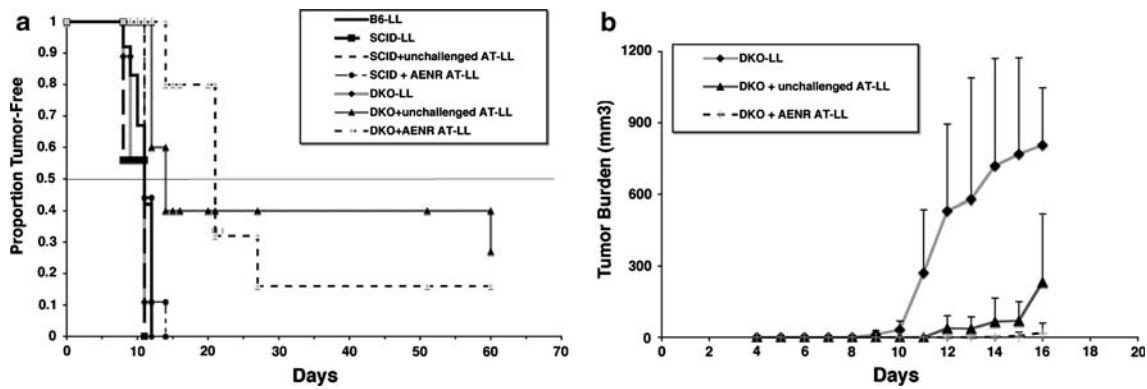 a
Proportion Tumor-Free
1
0.9
0.8
0.7
0.6
0.5
0.4
0.3
0.2
0.1
0
0 10 20 30 40 50 60 70
Days
B6-LL
SCID-LL
SCID+unchallenged AT-LL
SCID + AENR AT-LL
DKO-LL
DKO+unchallenged AT-LL
DKO+AENR AT-LL
b
Tumor Burden (mm3)
1200
900
600
300
0
0 2 4 6 8 10 12 14 16 18 20
Days
DKO-LL
DKO + unchallenged AT-LL
DKO + AENR AT-LL